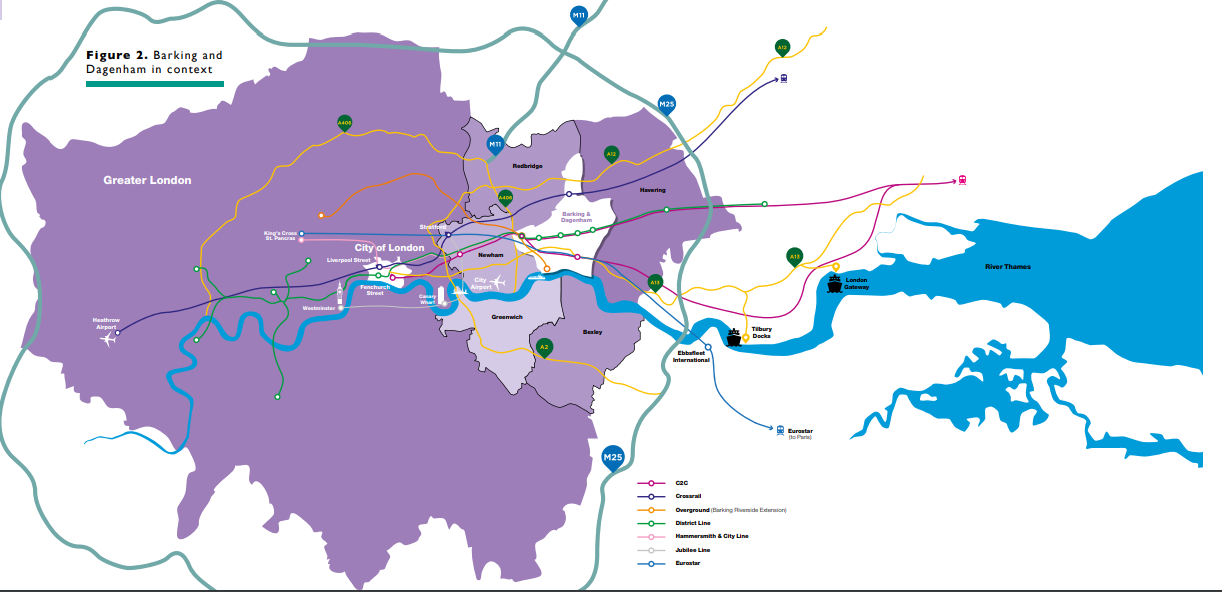 Figure 2. Barking and
Dagenham in context
M11
A12
M25
A406
M11
A12
Redbridge
Greater London
Havering
A406
Barking &
Dagenham
Stratford
King's Cross
St. Pancras
City of London
Liverpool Street
Newham
A13
River Thames
City
Airport
A13
London
Gateway
Fenchurch
Street
Canary
Wharf
Westminster
Greenwich
Heathrow
Airport
Bexley
Tilbury
Docks
A2
Ebbsfleet
International
Eurostar
(to Paris)
M25
C2C
Crossrail
Overground (Barking Riverside Extension)
District Line
Hammersmith & City Line
Jubilee Line
Eurostar